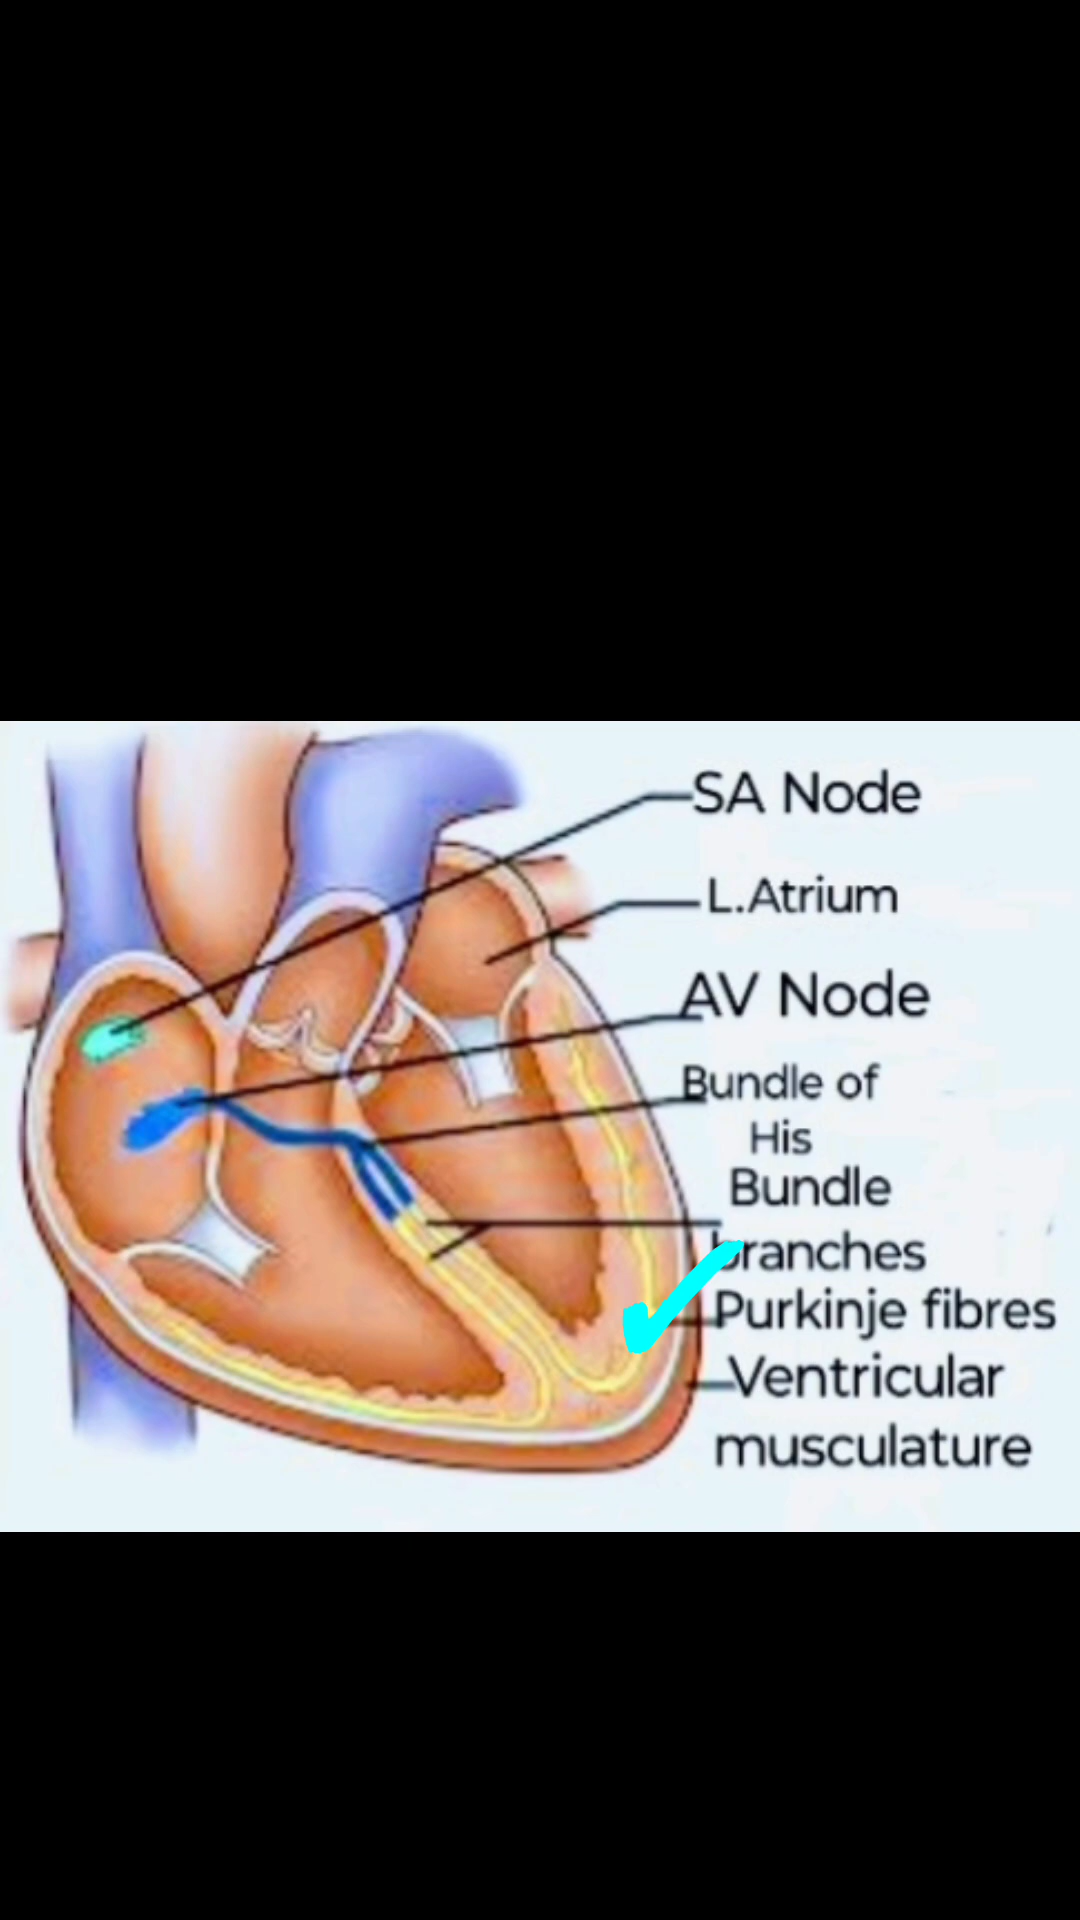 SA Node
L.Atrium
AV Node
Bundle of
His
Bundle
branches
Purkinje fibres
Ventricular
musculature